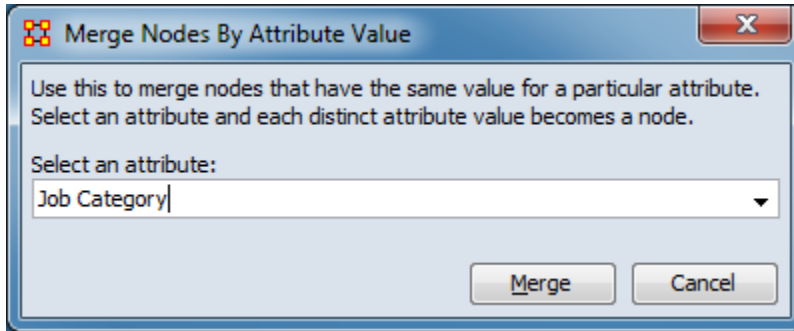 Merge Nodes By Attribute Value
Use this to merge nodes that have the same value for a particular attribute.
Select an attribute and each distinct attribute value becomes a node.
Select an attribute:
Job Category
Merge
Cancel